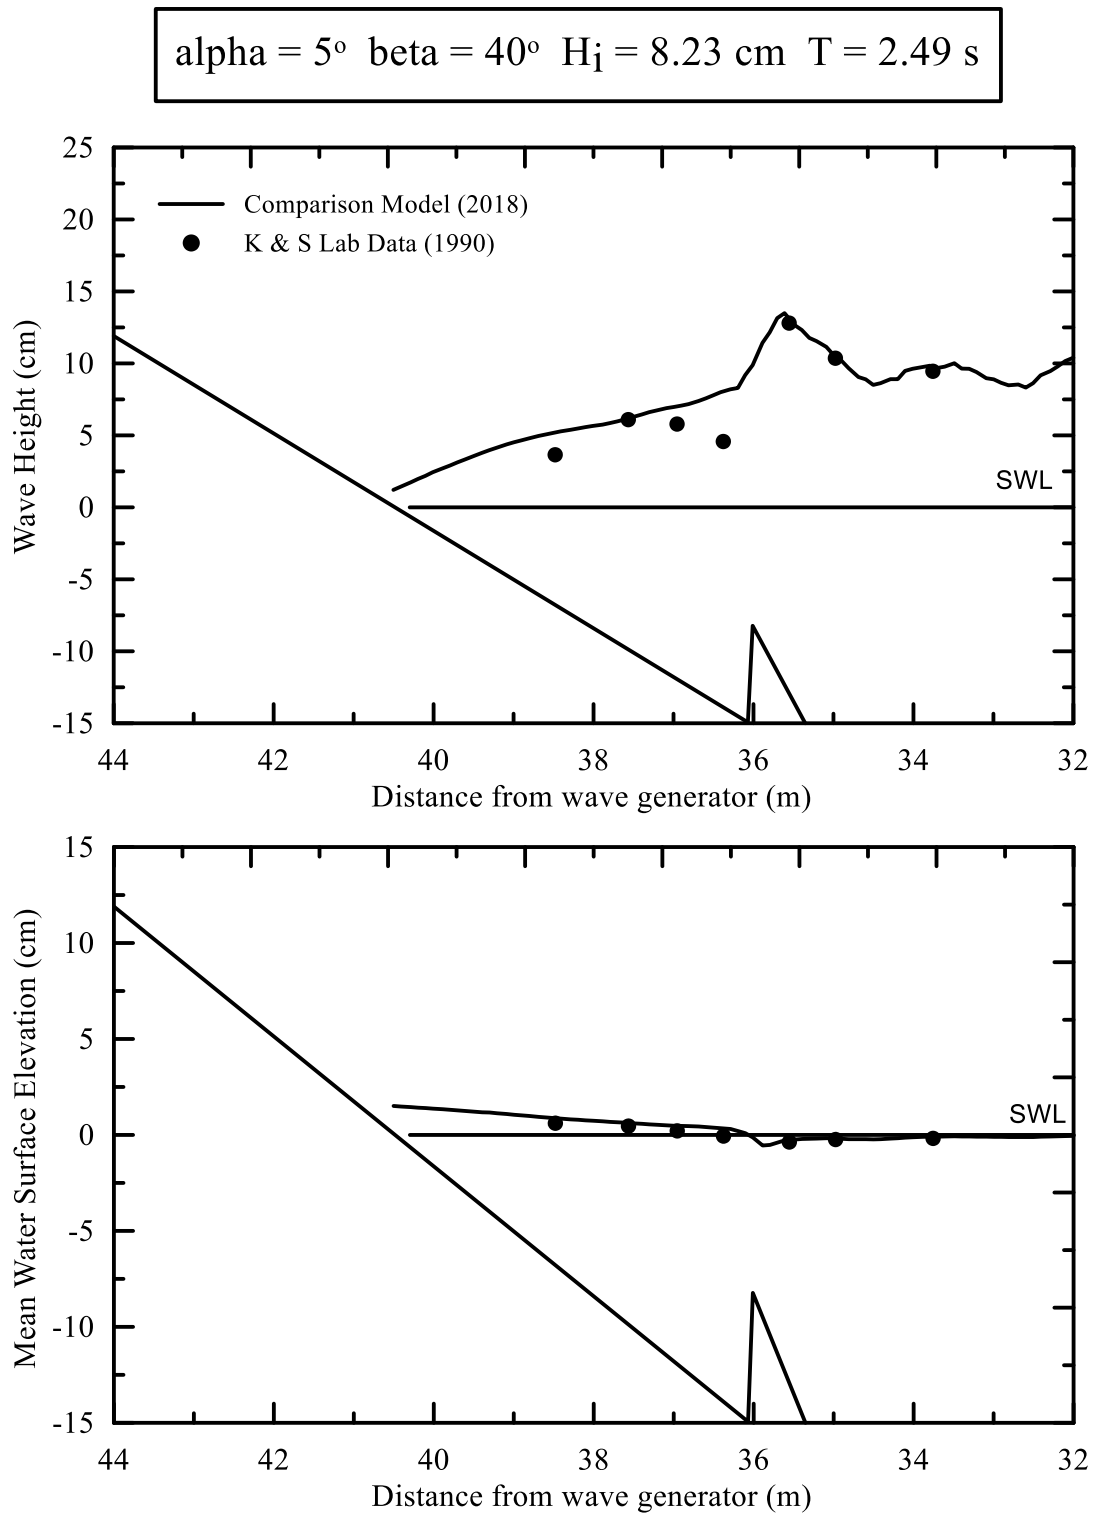 alpha = 5º beta = 40º Hi = 8.23 cm T = 2.49 s
25
20
15
10
5
0
-5
-10
-15
Wave Height (cm)
Comparison Model (2018)
K & S Lab Data (1990)
SWL
44 42 40 38 36 34 32
Distance from wave generator (m)
15
10
5
0
-5
-10
-15
Mean Water Surface Elevation (cm)
SWL
44 42 40 38 36 34 32
Distance from wave generator (m)